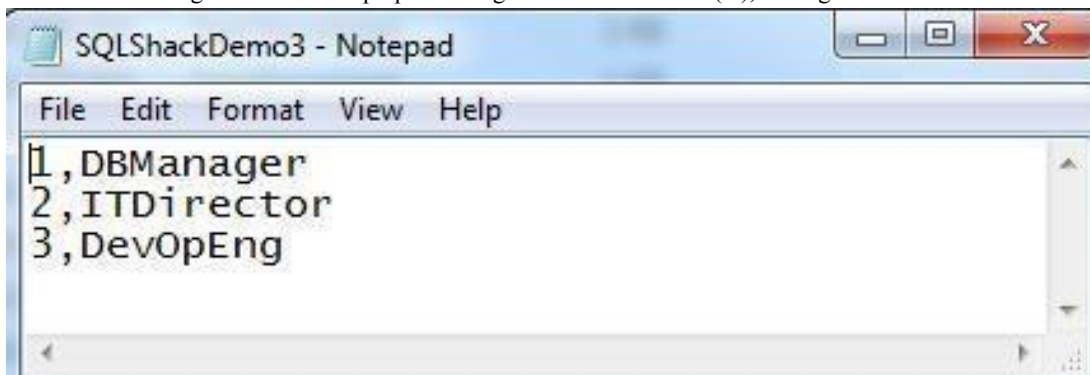 SQLShackDemo3 - Notepad
File Edit Format View Help
1,DBManager
2,ITDirector
3,DevOpEng